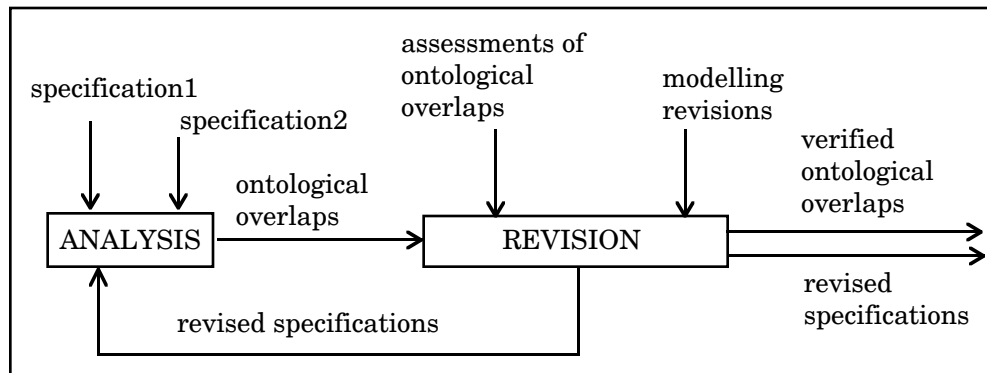 assessments of
ontological
overlaps
modelling
revisions
specification1
specification2
verified
ontological
overlaps
ontological
overlaps
ANALYSIS
REVISION
revised specifications
revised
specifications